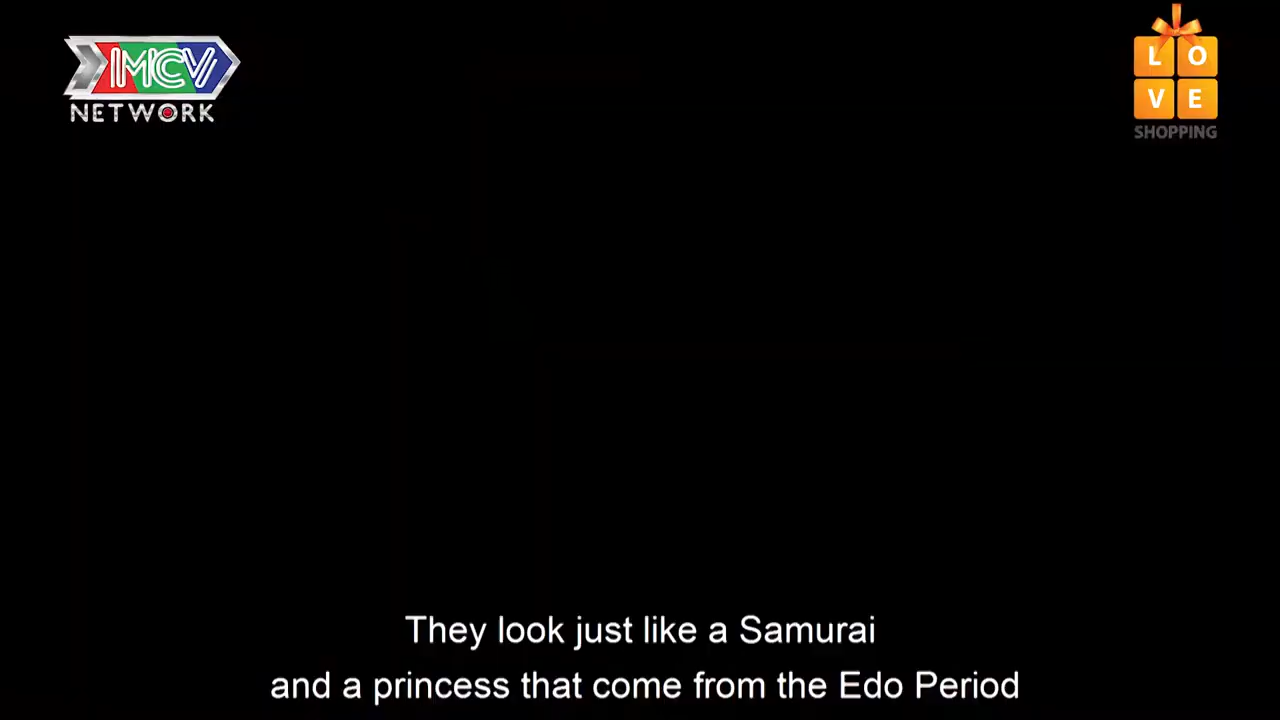 MCV
NETWORK
L O
V E
SHOPPING
They look just like a Samurai
and a princess that come from the Edo Period